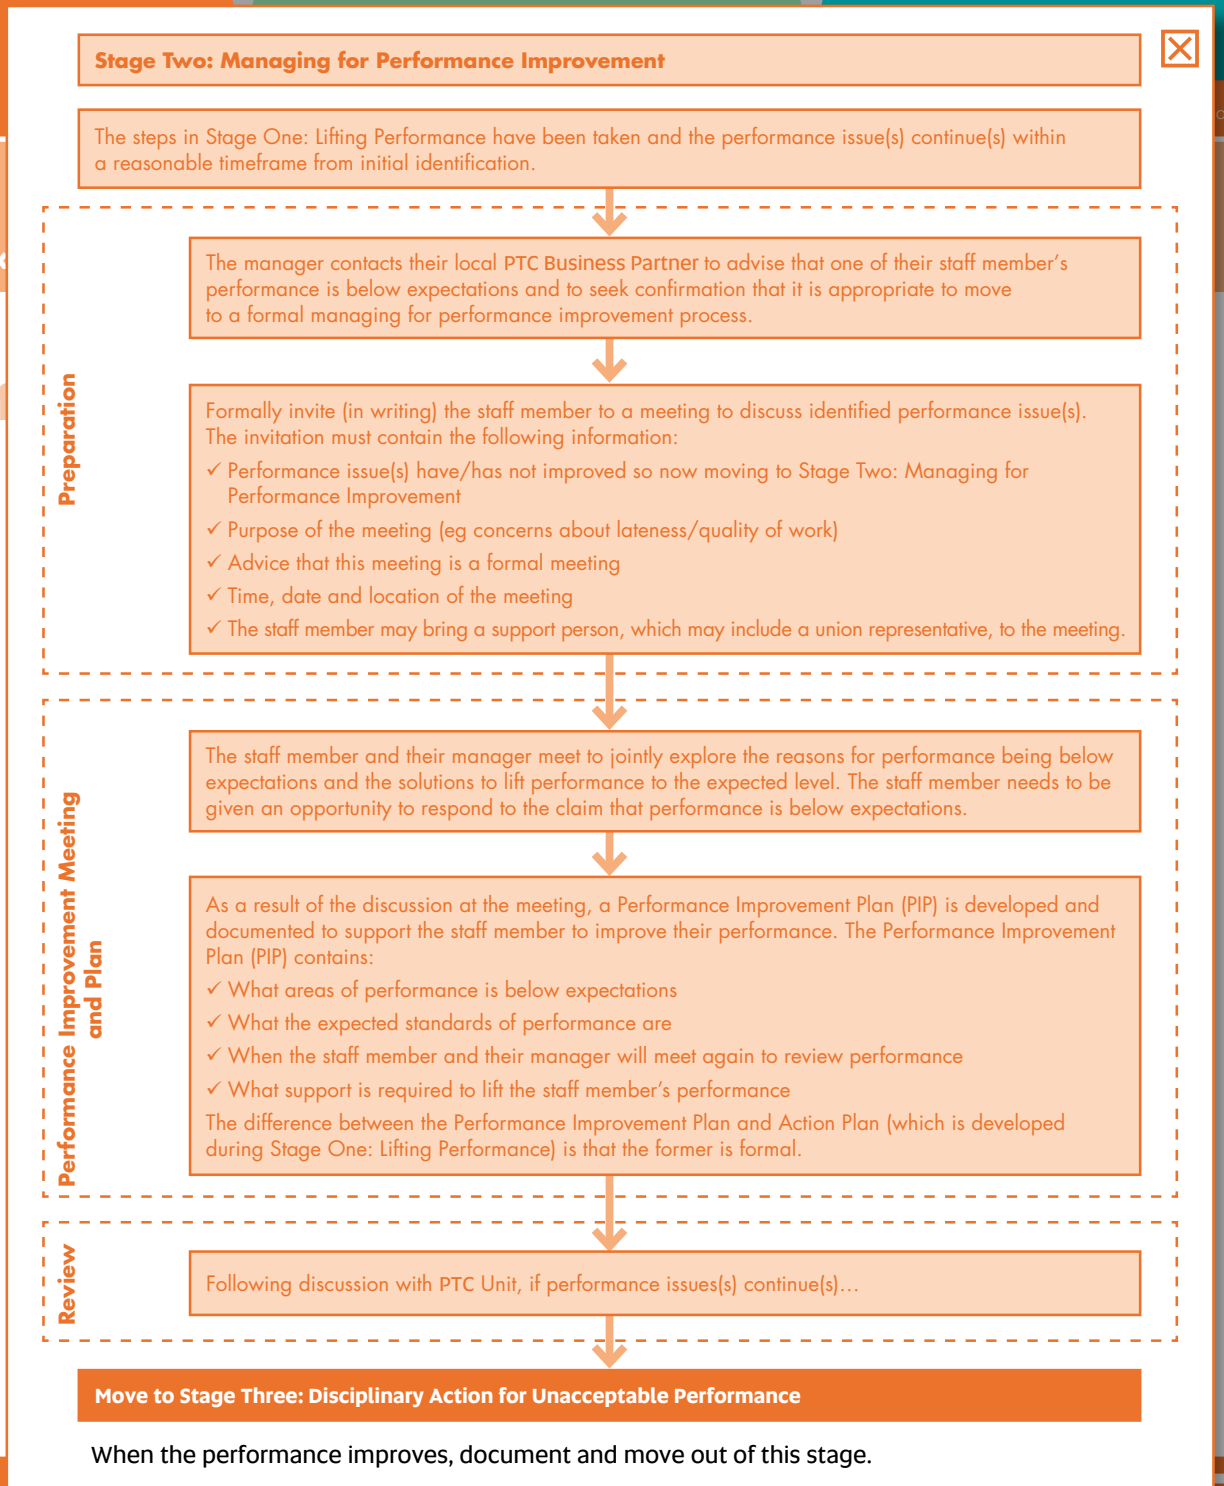 Stage Two: Managing for Performance Improvement
The steps in Stage One: Lifting Performance have been taken and the performance issue(s) continue(s) within
a reasonable timeframe from initial identification.
Preparation
The manager contacts their local PTC Business Partner to advise that one of their staff member's
performance is below expectations and to seek confirmation that it is appropriate to move
to a formal managing for performance improvement process.
Formally invite (in writing) the staff member to a meeting to discuss identified performance issue(s).
The invitation must contain the following information:
✓ Performance issue(s) have/has not improved so now moving to Stage Two: Managing for
Performance Improvement
✓ Purpose of the meeting (eg concerns about lateness/quality of work)
✓ Advice that this meeting is a formal meeting
✓ Time, date and location of the meeting
✓ The staff member may bring a support person, which may include a union representative, to the meeting.
Performance Improvement Meeting
and Plan
The staff member and their manager meet to jointly explore the reasons for performance being below
expectations and the solutions to lift performance to the expected level. The staff member needs to be
given an opportunity to respond to the claim that performance is below expectations.
As a result of the discussion at the meeting, a Performance Improvement Plan (PIP) is developed and
documented to support the staff member to improve their performance. The Performance Improvement
Plan (PIP) contains:
✓ What areas of performance is below expectations
✓ What the expected standards of performance are
✓ When the staff member and their manager will meet again to review performance
✓ What support is required to lift the staff member's performance
The difference between the Performance Improvement Plan and Action Plan (which is developed
during Stage One: Lifting Performance) is that the former is formal.
Review
Following discussion with PTC Unit, if performance issues(s) continue(s)...
Move to Stage Three: Disciplinary Action for Unacceptable Performance
When the performance improves, document and move out of this stage.